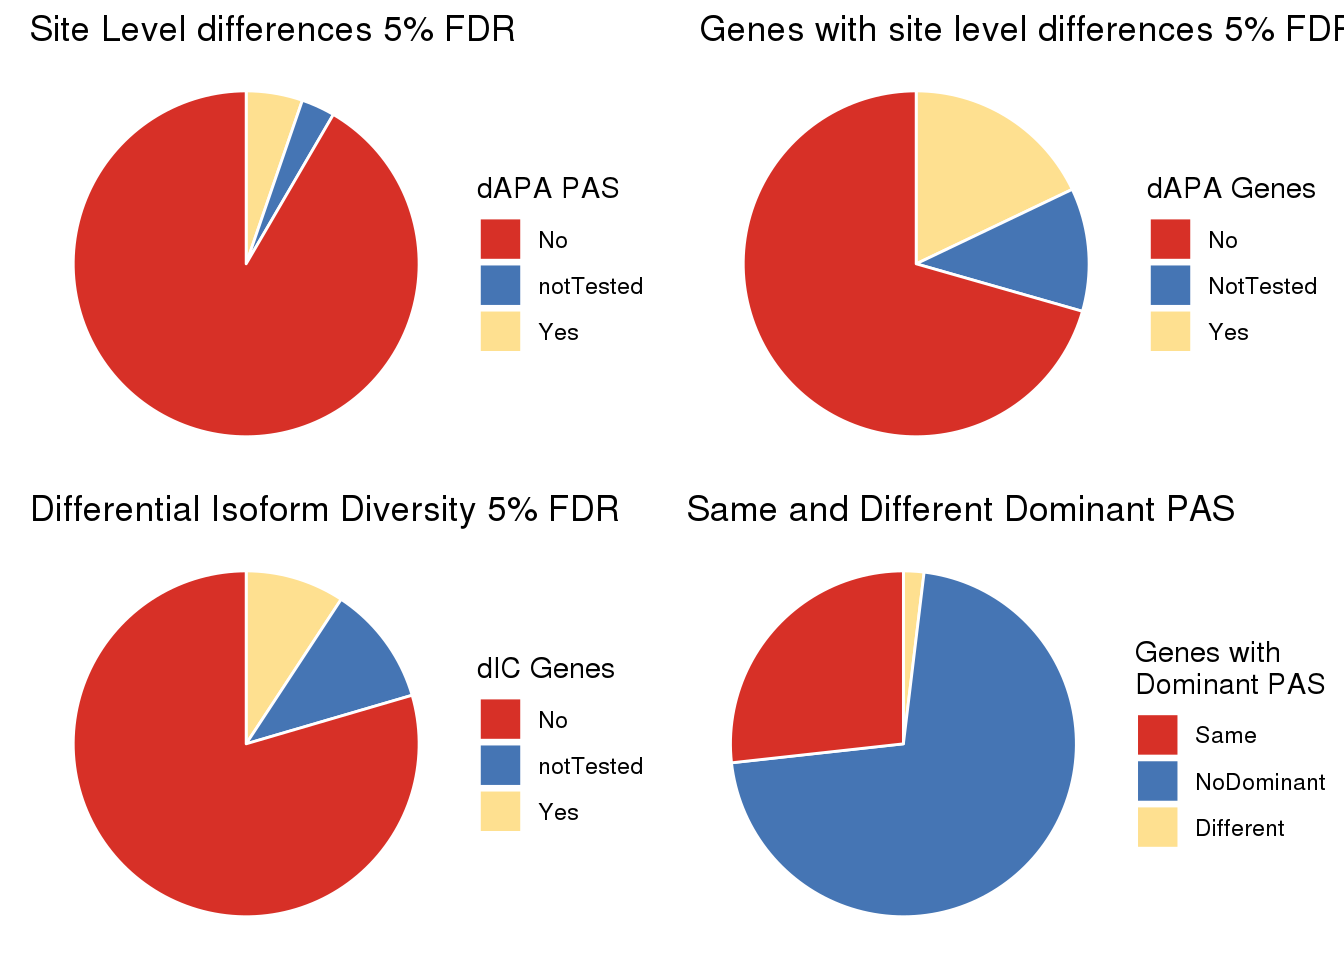 Site Level differences 5% FDR
dAPA PAS
No
notTested
Yes
Genes with site level differences 5% FDR
dAPA Genes
No
NotTested
Yes
Differential Isoform Diversity 5% FDR
dIC Genes
No
notTested
Yes
Same and Different Dominant PAS
Genes with
Dominant PAS
Same
NoDominant
Different